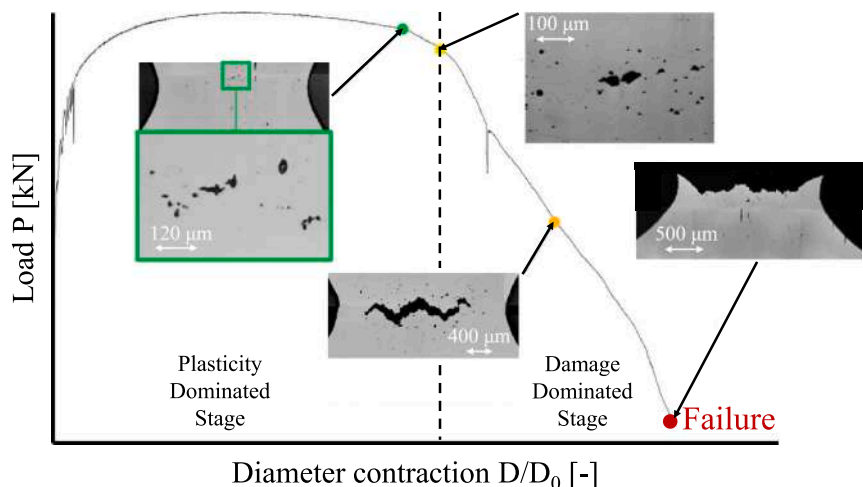 100 μm
Load P [kN]
120 μm
500 μm
400 μm
Plasticity
Dominated
Stage
Damage
Dominated
Stage
Failure
Diameter contraction D/D₀ [-]